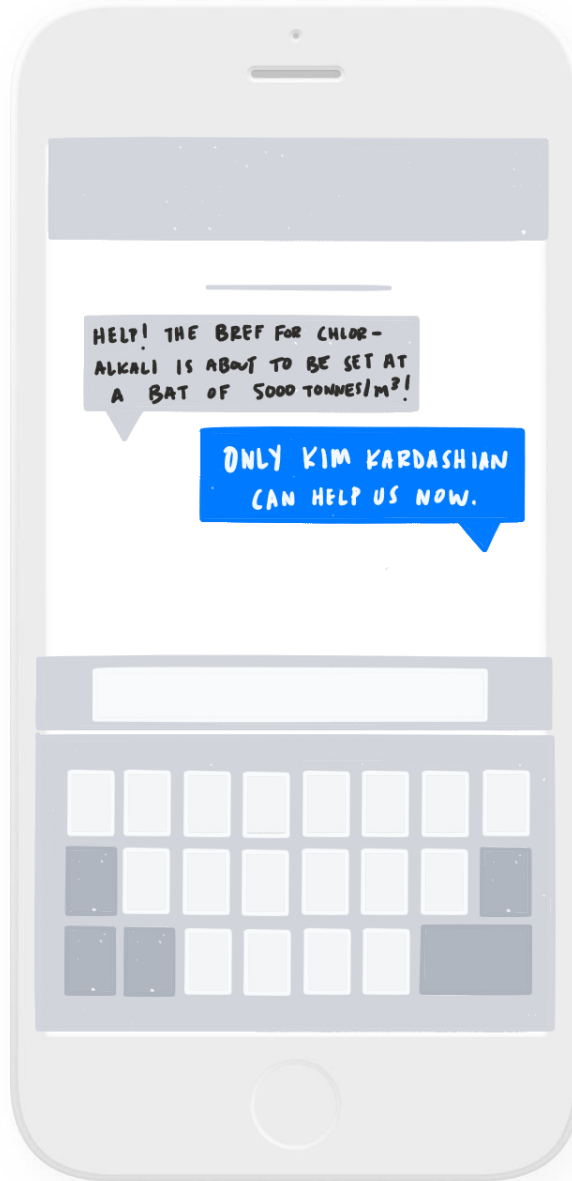 HELP! THE BREF FOR CHLOR-
ALKALI IS ABOUT TO BE SET AT
A BAT OF 5000 TONNES/M³!
ONLY KIM KARDASHIAN
CAN HELP US NOW.